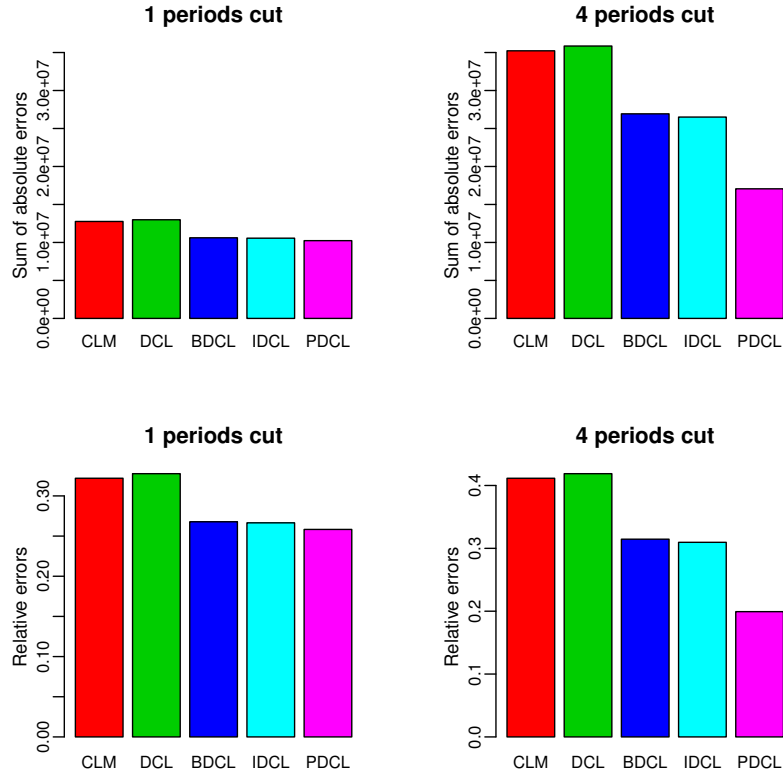 1 periods cut
Sum of absolute errors
0.0e+00 1.0e+07 2.0e+07 3.0e+07
CLM DCL BDCL IDCL PDCL
4 periods cut
Sum of absolute errors
0.0e+00 1.0e+07 2.0e+07 3.0e+07
CLM DCL BDCL IDCL PDCL
1 periods cut
Relative errors
0.00 0.10 0.20 0.30
CLM DCL BDCL IDCL PDCL
4 periods cut
Relative errors
0.0 0.1 0.2 0.3 0.4
CLM DCL BDCL IDCL PDCL